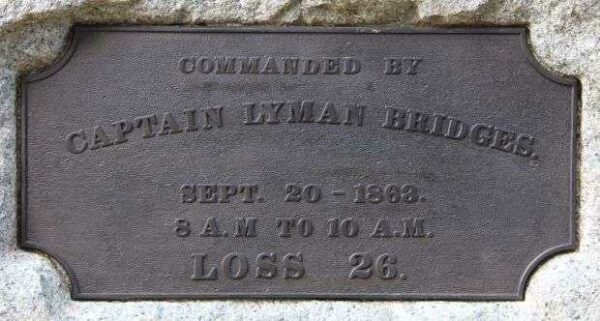 COMMANDED BY
CAPTAIN LYMAN BRIDGES.
SEPT. 20 - 1863.
8 A.M TO 10 A.M.
LOSS 26.